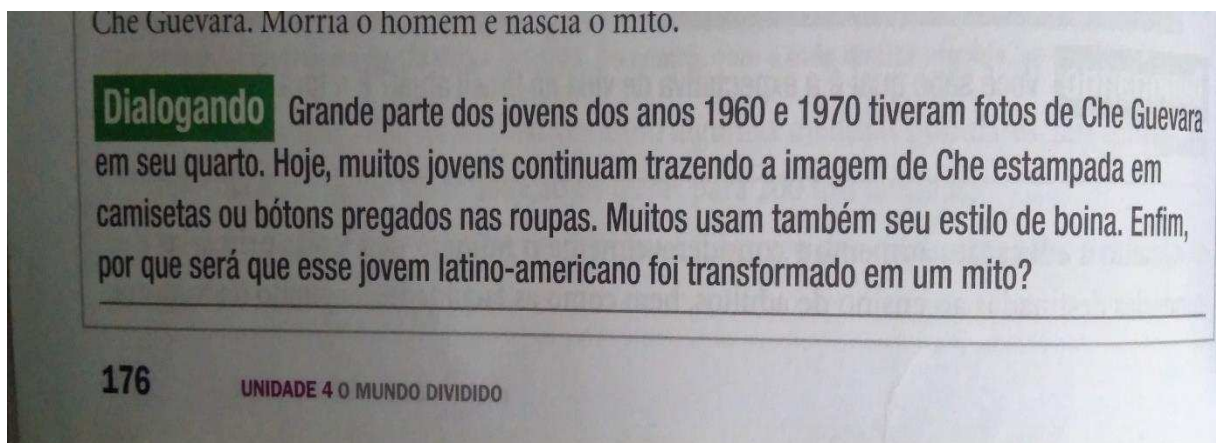 Che Guevara. Morria o homem e nascia o mito.
Dialogando Grande parte dos jovens dos anos 1960 e 1970 tiveram fotos de Che Guevara
em seu quarto. Hoje, muitos jovens continuam trazendo a imagem de Che estampada em
camisetas ou bótons pregados nas roupas. Muitos usam também seu estilo de boina. Enfim,
por que será que esse jovem latino-americano foi transformado em um mito?
176 UNIDADE 4 O MUNDO DIVIDIDO